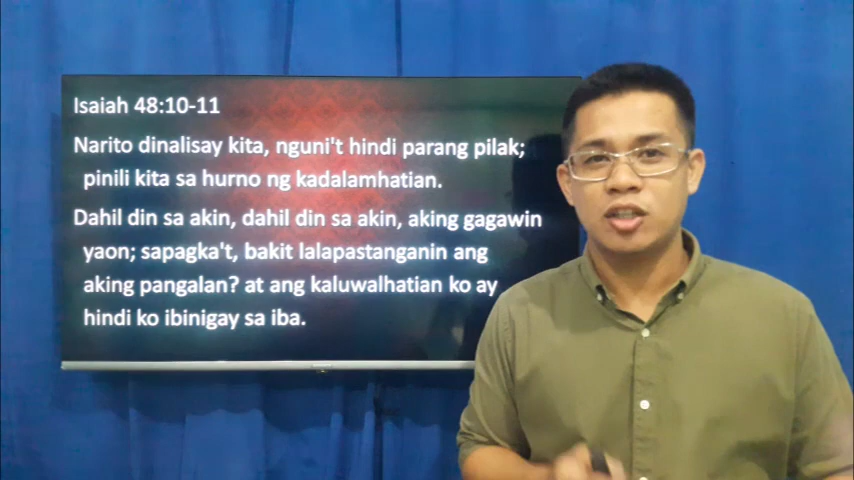 Isaiah 48:10-11
Narito dinalisay kita, nguni't hindi parang pilak;
pinili kita sa hurno ng kadalamhatian.
Dahil din sa akin, dahil din sa akin, aking gagawin
yaon; sapagka't, bakit lalapastanganin ang
aking pangalan? at ang kaluwalhatian ko ay
hindi ko ibinigay sa iba.